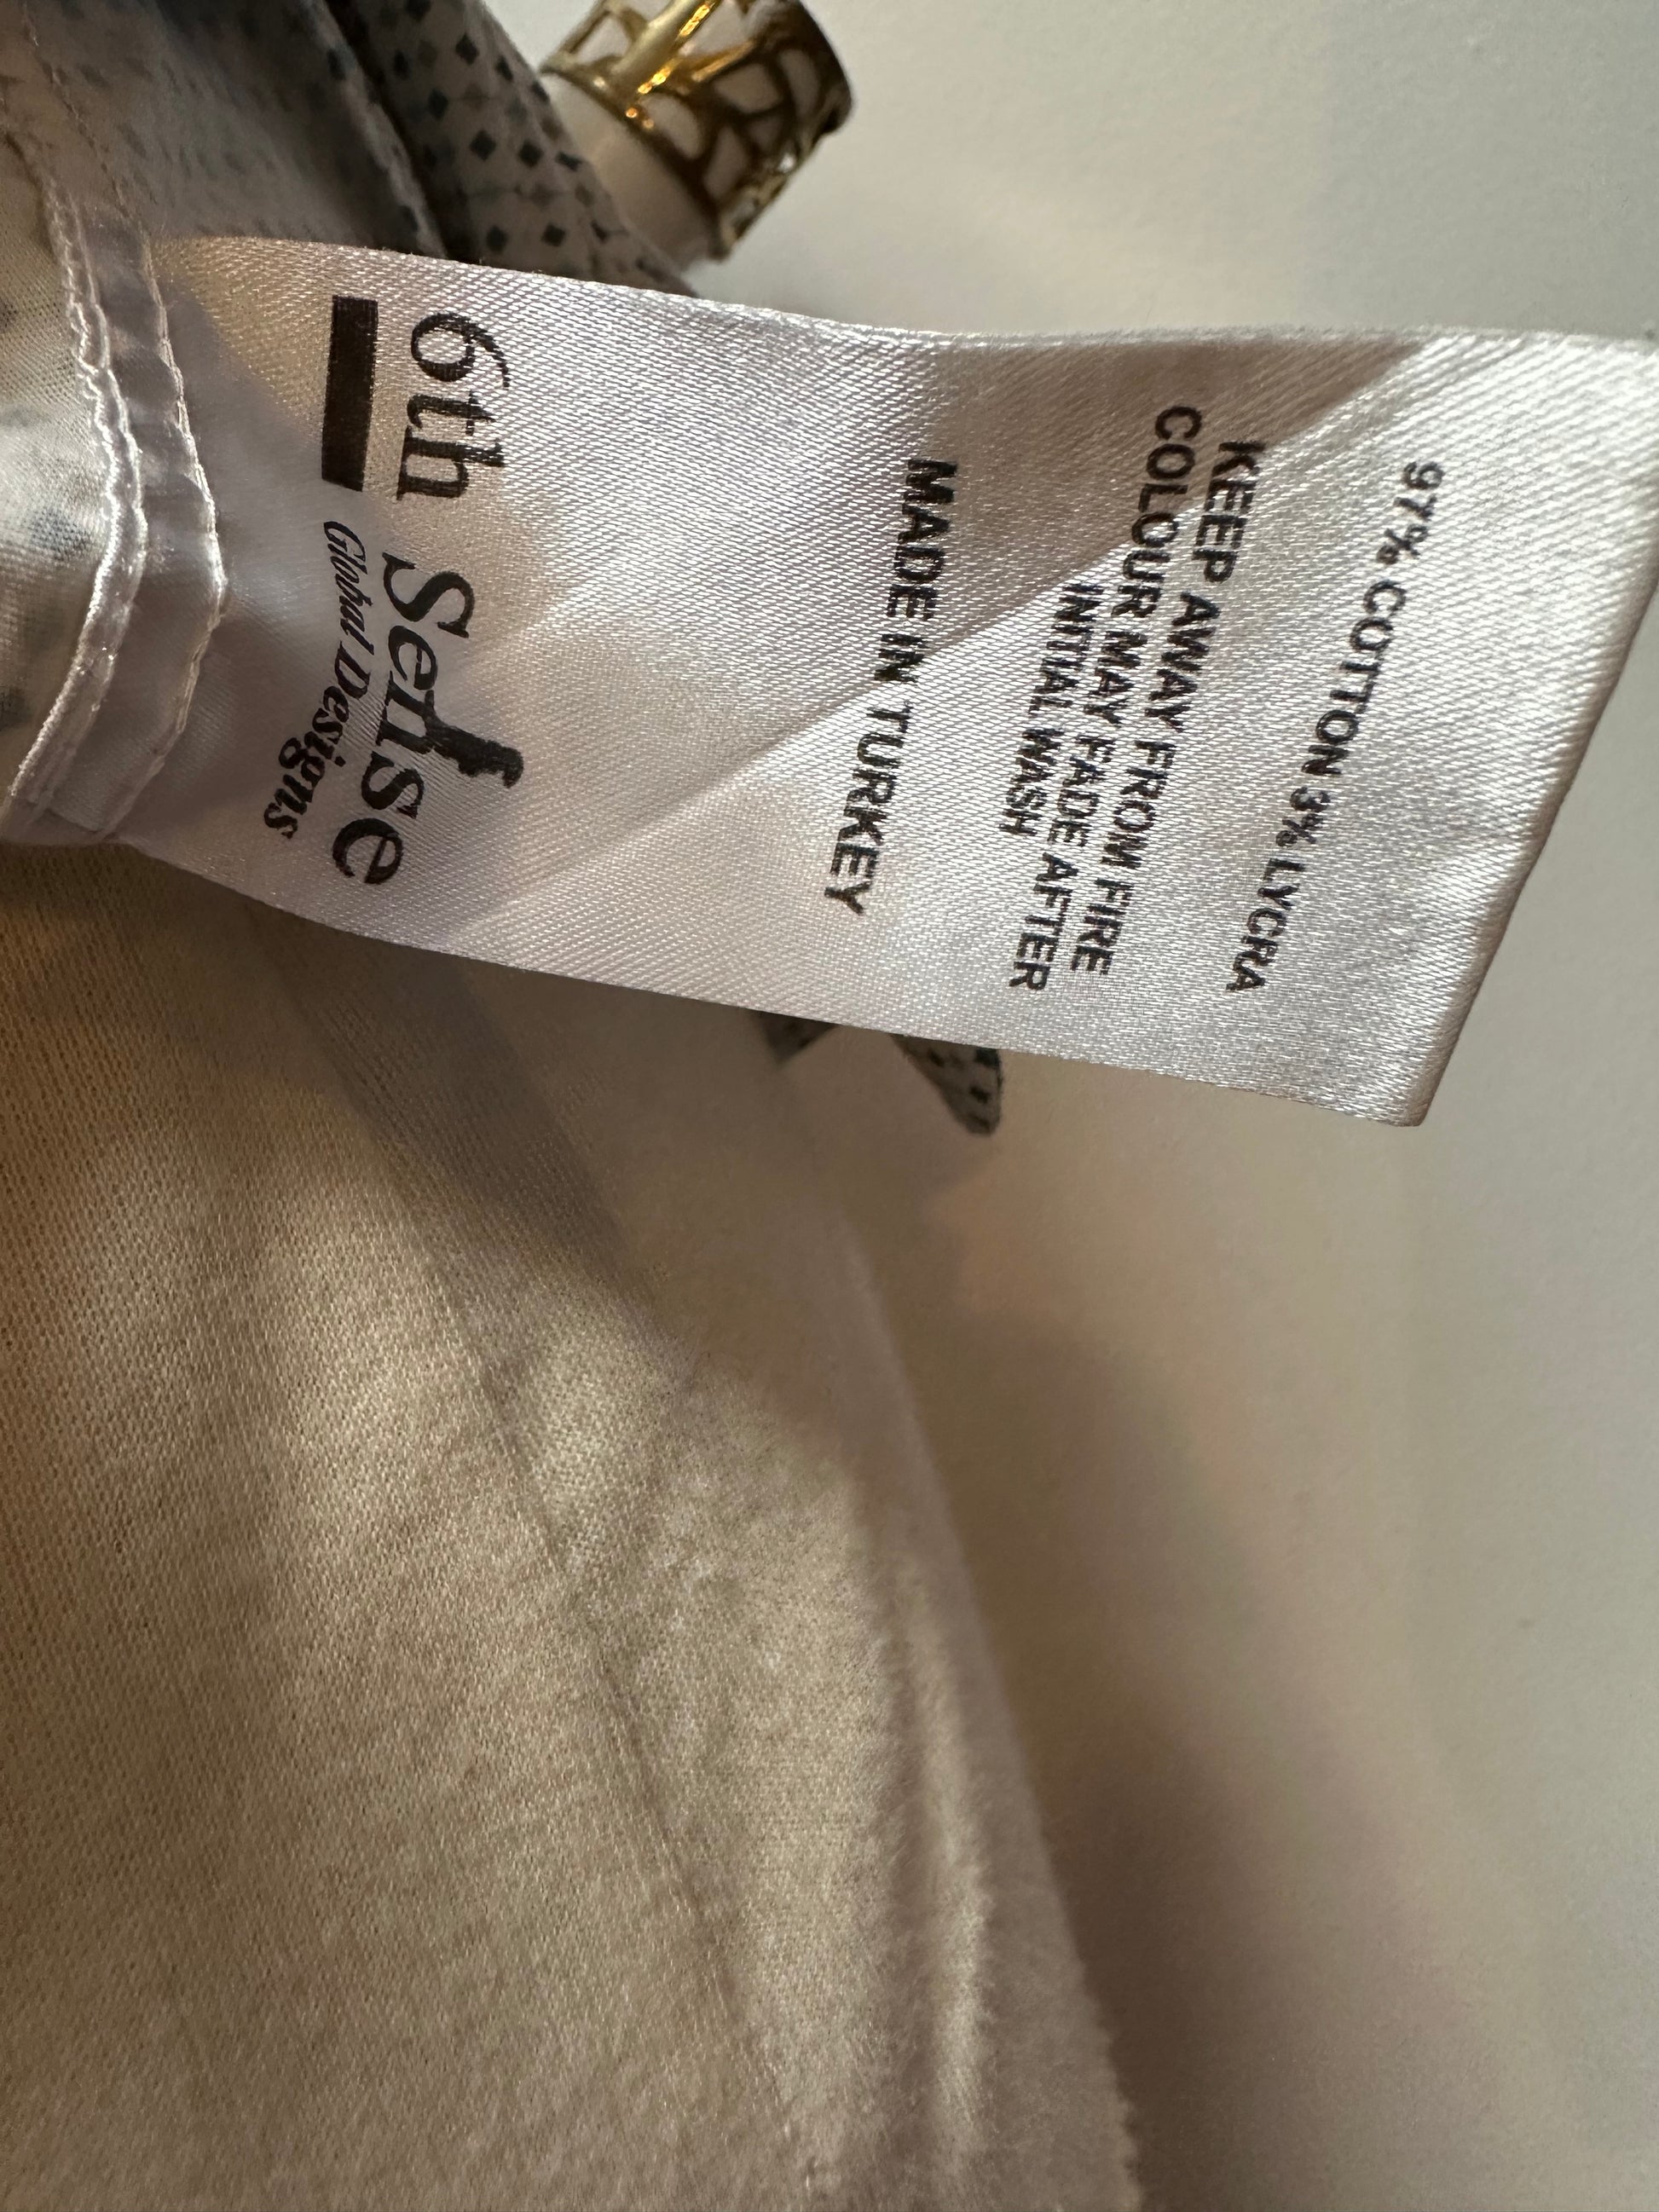 97% COTTON 3% LYCRA
KEEP AWAY FROM FIRE
COLOUR MAY FADE AFTER
INITIAL WASH
MADE IN TURKEY
6th Sense
Global Designs